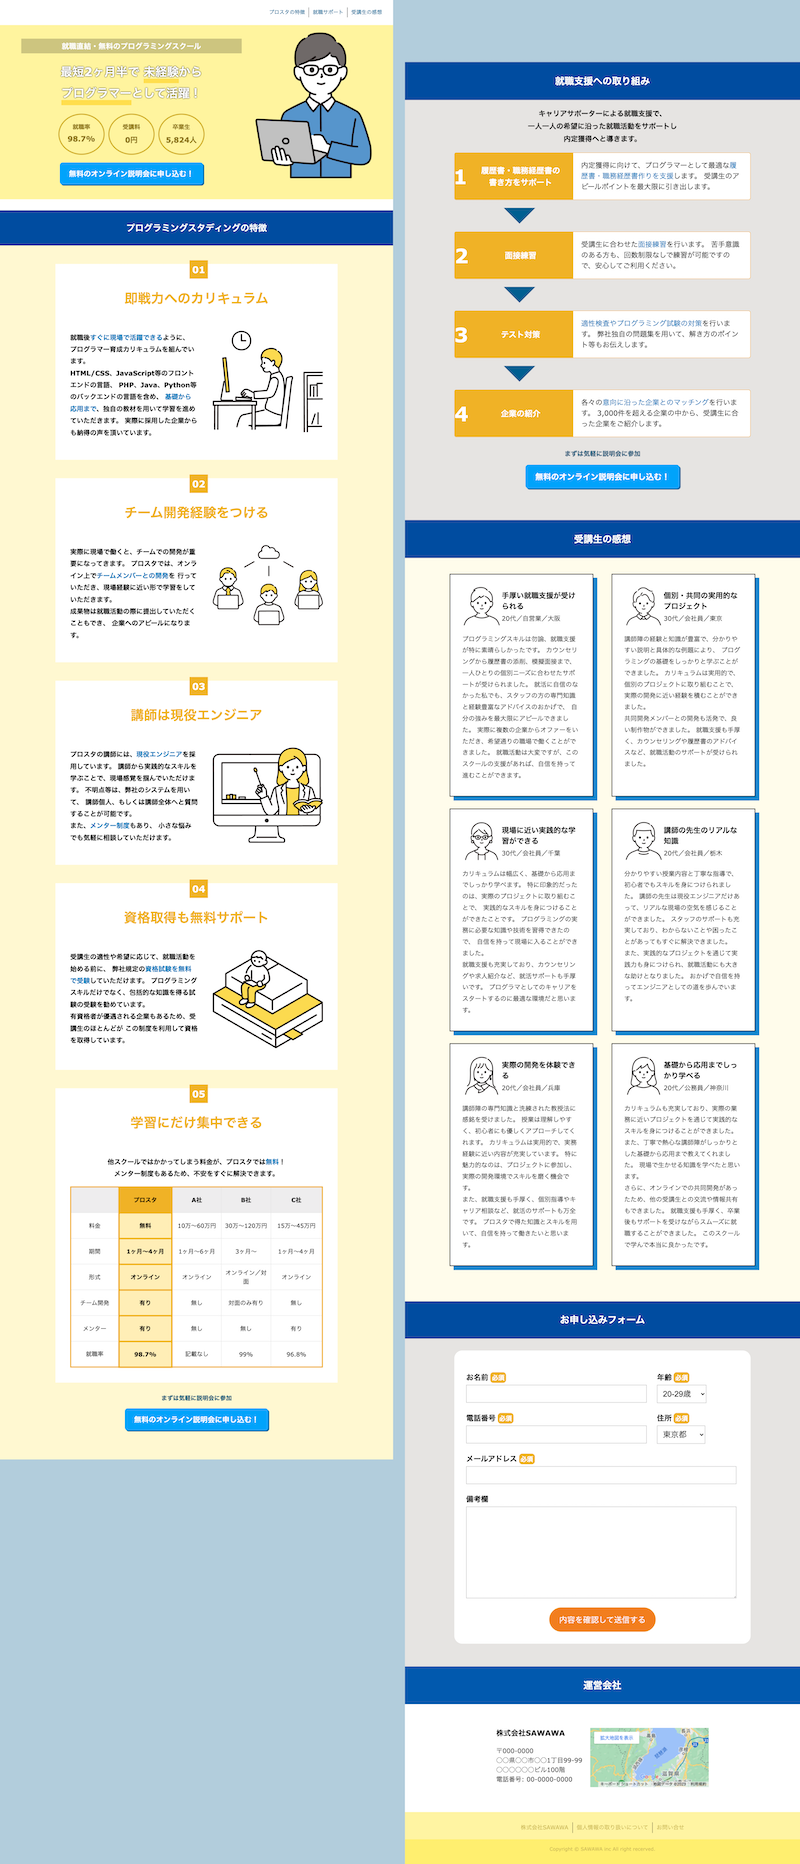 プロスタの特徴 就職サポート 受講生の感想
就職直結・無料のプログラミングスクール
最短2ヶ月半で 未経験から
プログラマーとして活躍！
就職率
98.7%
受講料
0円
卒業生
5,824人
無料のオンライン説明会に申し込む！
プログラミングスタディングの特徴
01
即戦力へのカリキュラム
就職後すぐに現場で活躍できるように、
プログラマー育成カリキュラムを組んでい
ます。
HTML/CSS、JavaScript等のフロント
エンドの言語、 PHP、Java、Python等
のバックエンドの言語を含め、 基礎から
応用まで、独自の教材を用いて学習を進め
ていただきます。 実際に採用した企業から
も納得の声を頂いています。
02
チーム開発経験をつける
実際に現場で働くと、チームでの開発が重
要になってきます。 プロスタでは、オンラ
イン上でチームメンバーとの開発を 行って
いただき、現場経験に近い形で学習をして
いただきます。
成果物は就職活動の際に提出していただく
こともでき、 企業へのアピールになりま
す。
03
講師は現役エンジニア
プロスタの講師には、現役エンジニアを採
用しています。 講師から実践的なスキルを
学ぶことで、現場感覚を掴んでいただけま
す。 不明点等は、弊社のシステムを用い
て、 講師個人、もしくは講師全体へと質問
することが可能です。
また、メンター制度もあり、 小さな悩み
でも気軽に相談していただけます。
04
資格取得も無料サポート
受講生の適性や希望に応じて、就職活動を
始める前に、 弊社規定の資格試験を無料
で受験していただけます。 プログラミング
スキルだけでなく、包括的な知識を得る試
験の受験を勧めています。
有資格者が優遇される企業もあるため、受
講生のほとんどが この制度を利用して資格
を取得しています。
05
学習にだけ集中できる
他スクールではかかってしまう料金が、プロスタでは無料！
メンター制度もあるため、不安をすぐに解決できます。
プロスタ A社 B社 C社
料金 無料 10万〜60万円 30万〜120万円 15万〜45万円
期間 1ヶ月〜4ヶ月 1ヶ月〜6ヶ月 3ヶ月〜 1ヶ月〜4ヶ月
形式 オンライン オンライン オンライン／対面 オンライン
チーム開発 有り 無し 対面のみ有り 無し
メンター 有り 無し 無し 有り
就職率 98.7% 記載なし 99% 96.8%
まずは気軽に説明会に参加
無料のオンライン説明会に申し込む！
就職支援への取り組み
キャリアサポーターによる就職支援で、
一人一人の希望に沿った就職活動をサポートし
内定獲得へと導きます。
1 履歴書・職務経歴書の
書き方をサポート
内定獲得に向けて、プログラマーとして最適な履
歴書・職務経歴書作りを支援します。 受講生のア
ピールポイントを最大限に引き出します。
2 面接練習
受講生に合わせた面接練習を行います。 苦手意識
のある方も、回数制限なしで練習が可能ですの
で、安心してご利用ください。
3 テスト対策
適性検査やプログラミング試験の対策を行いま
す。 弊社独自の問題集を用いて、解き方のポイン
ト等もお伝えします。
4 企業の紹介
各々の意向に沿った企業とのマッチングを行いま
す。 3,000件を超える企業の中から、受講生に合
った企業をご紹介します。
まずは気軽に説明会に参加
無料のオンライン説明会に申し込む！
受講生の感想
手厚い就職支援が受け
られる
20代／自営業／大阪
プログラミングスキルは勿論、就職支援
が特に素晴らしかったです。 カウンセリ
ングから履歴書の添削、模擬面接まで、
一人ひとりの個別ニーズに合わせたサポ
ートが受けられました。 就活に自信のな
かった私でも、スタッフの方の専門知識
と経験豊富なアドバイスのおかげで、 自
分の強みを最大限にアピールできまし
た。 実際に複数の企業からオファーをい
ただき、希望通りの職場で働くことがで
きました。 就職活動は大変ですが、この
スクールの支援があれば、自信を持って
進むことができます。
個別・共同の実用的な
プロジェクト
30代／会社員／東京
講師陣の経験と知識が豊富で、分かりや
すい説明と具体的な例題により、 プログ
ラミングの基礎をしっかりと学ぶことが
できました。 カリキュラムは実用的で、
個別のプロジェクトに取り組むことで、
実際の開発に近い経験を積むことができ
ました。
共同開発メンバーとの開発も活発で、良
い制作物ができました。 就職支援も手厚
く、カウンセリングや履歴書のアドバイ
スなど、就職活動のサポートが受けられ
ました。
現場に近い実践的な学
習ができる
30代／会社員／千葉
カリキュラムは幅広く、基礎から応用ま
でしっかり学べます。 特に印象的だった
のは、実際のプロジェクトに取り組むこ
とで、 実践的なスキルを身につけること
ができたことです。 プログラミングの実
務に必要な知識や技術を習得できたの
で、 自信を持って現場に入ることができ
ました。
就職支援も充実しており、カウンセリン
グや求人紹介など、就活サポートも手厚
いです。 プログラマとしてのキャリアを
スタートするのに最適な環境だと思いま
す。
講師の先生のリアルな
知識
20代／会社員／栃木
分かりやすい授業内容と丁寧な指導で、
初心者でもスキルを身につけられまし
た。 講師の先生は現役エンジニアだけあ
って、リアルな現場の空気を感じること
ができました。 スタッフのサポートも充
実しており、わからないことや困ったこ
とがあってもすぐに解決できました。
また、実践的なプロジェクトを通じて実
践力も身につけられ、就職活動にも大き
な助けとなりました。 おかげで自信を持
ってエンジニアとしての道を歩んでいま
す。
実際の開発を体験でき
る
20代／会社員／兵庫
講師陣の専門知識と洗練された教授法に
感銘を受けました。 授業は理解しやす
く、初心者にも優しくアプローチしてく
れます。 カリキュラムは実用的で、実務
経験に近い内容が充実しています。 特に
魅力的なのは、プロジェクトに参加し、
実際の開発環境でスキルを磨く機会で
す。
また、就職支援も手厚く、個別指導やキ
ャリア相談など、就活のサポートも万全
です。 プロスタで得た知識とスキルを用
いて、自信を持って働きたいと思いま
す。
基礎から応用までしっ
かり学べる
20代／公務員／神奈川
カリキュラムも充実しており、実際の業
務に近いプロジェクトを通じて実践的な
スキルを身につけることができました。
また、丁寧で熱心な講師がしっかりとし
た基礎から応用まで教えてくれまし
た。 現場で生かせる知識を学べたと思い
ます。
さらに、オンラインでの共同開発があっ
たため、他の受講生との交流や情報共有
もできました。 就職支援も手厚く、卒業
後もサポートを受けながらスムーズに就
職することができました。 このスクール
で学んで本当に良かったです。
お申し込みフォーム
お名前 必須
年齢 必須
20-29歳
電話番号 必須
住所 必須
東京都
メールアドレス 必須
備考欄
内容を確認して送信する
運営会社
株式会社SAWAWA
〒000-0000
〇〇県〇〇市〇〇1丁目99-99
〇〇〇〇〇〇ビル100階
電話番号: 00-0000-0000
拡大地図を表示
滋賀県
株式会社SAWAWA 個人情報の取り扱いについて お問い合せ
Copyright © SAWAWA inc All right reserved.